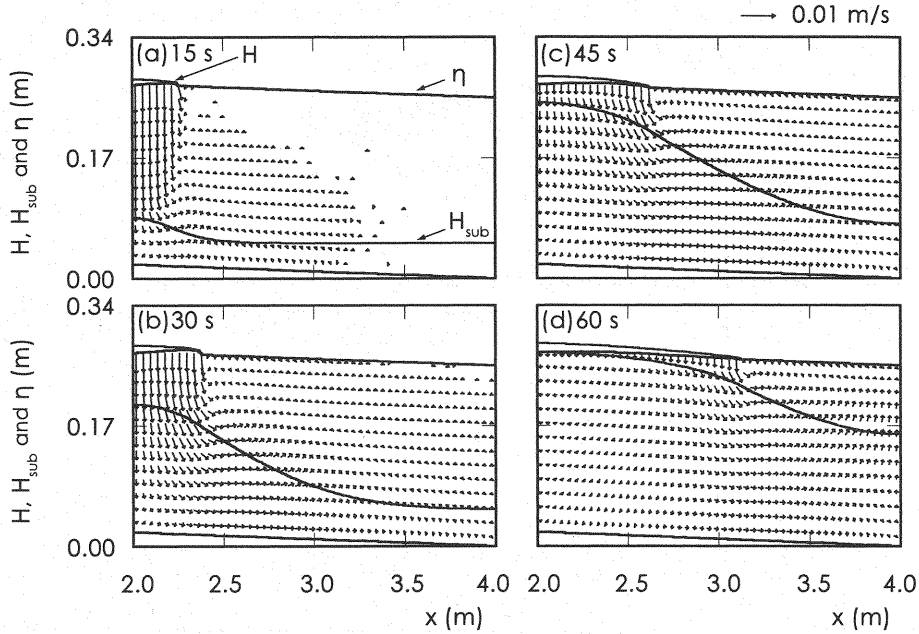 0.01 m/s
0.34
(a) 15 s
H
η
(c) 45 s
H, H_sub and η (m)
0.17
H_sub
0.00
0.34
(b) 30 s
(d) 60 s
H, H_sub and η (m)
0.17
0.00
2.0 2.5 3.0 3.5 4.0
2.0 2.5 3.0 3.5 4.0
x (m)
x (m)